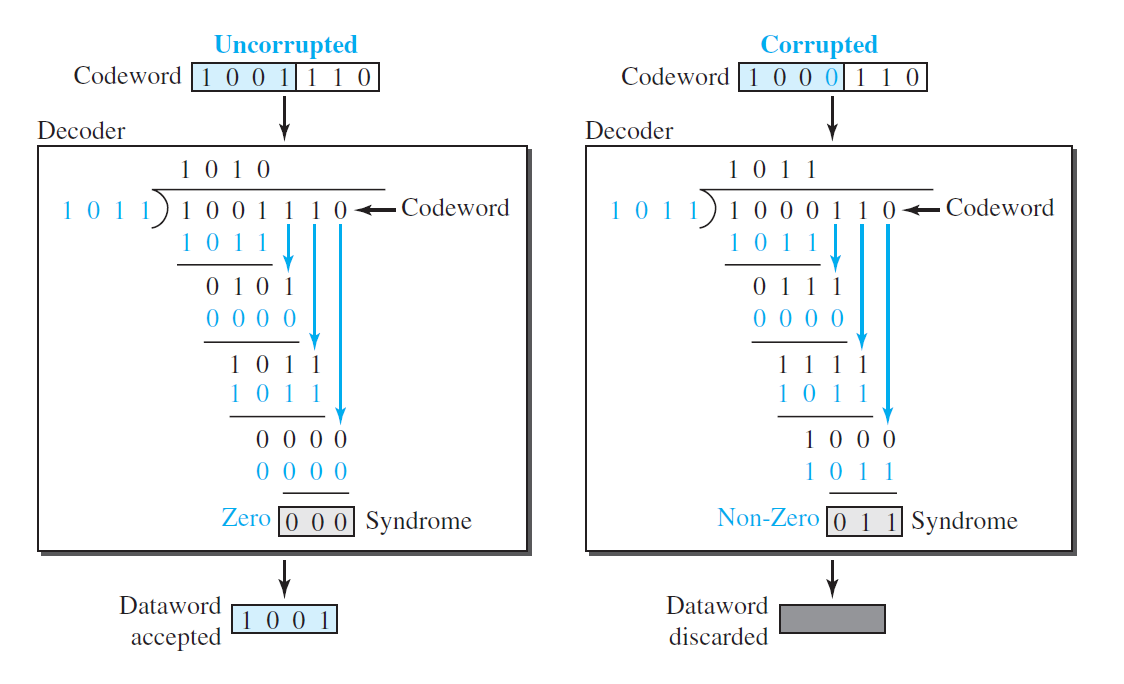 Uncorrupted
Codeword 1 0 0 1 1 1 0
Decoder
1 0 1 0
1 0 1 1 ) 1 0 0 1 1 1 0 Codeword
1 0 1 1
0 1 0 1
0 0 0 0
1 0 1 1
1 0 1 1
0 0 0 0
0 0 0 0
Zero 0 0 0 Syndrome
Dataword
accepted 1 0 0 1
Corrupted
Codeword 1 0 0 0 1 1 0
Decoder
1 0 1 1
1 0 1 1 ) 1 0 0 0 1 1 0 Codeword
1 0 1 1
0 1 1 1
0 0 0 0
1 1 1 1
1 0 1 1
1 0 0 0
1 0 1 1
Non-Zero 0 1 1 Syndrome
Dataword
discarded